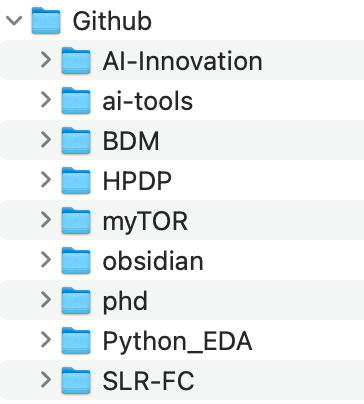 Github
AI-Innovation
ai-tools
BDM
HPDP
myTOR
obsidian
phd
Python_EDA
SLR-FC